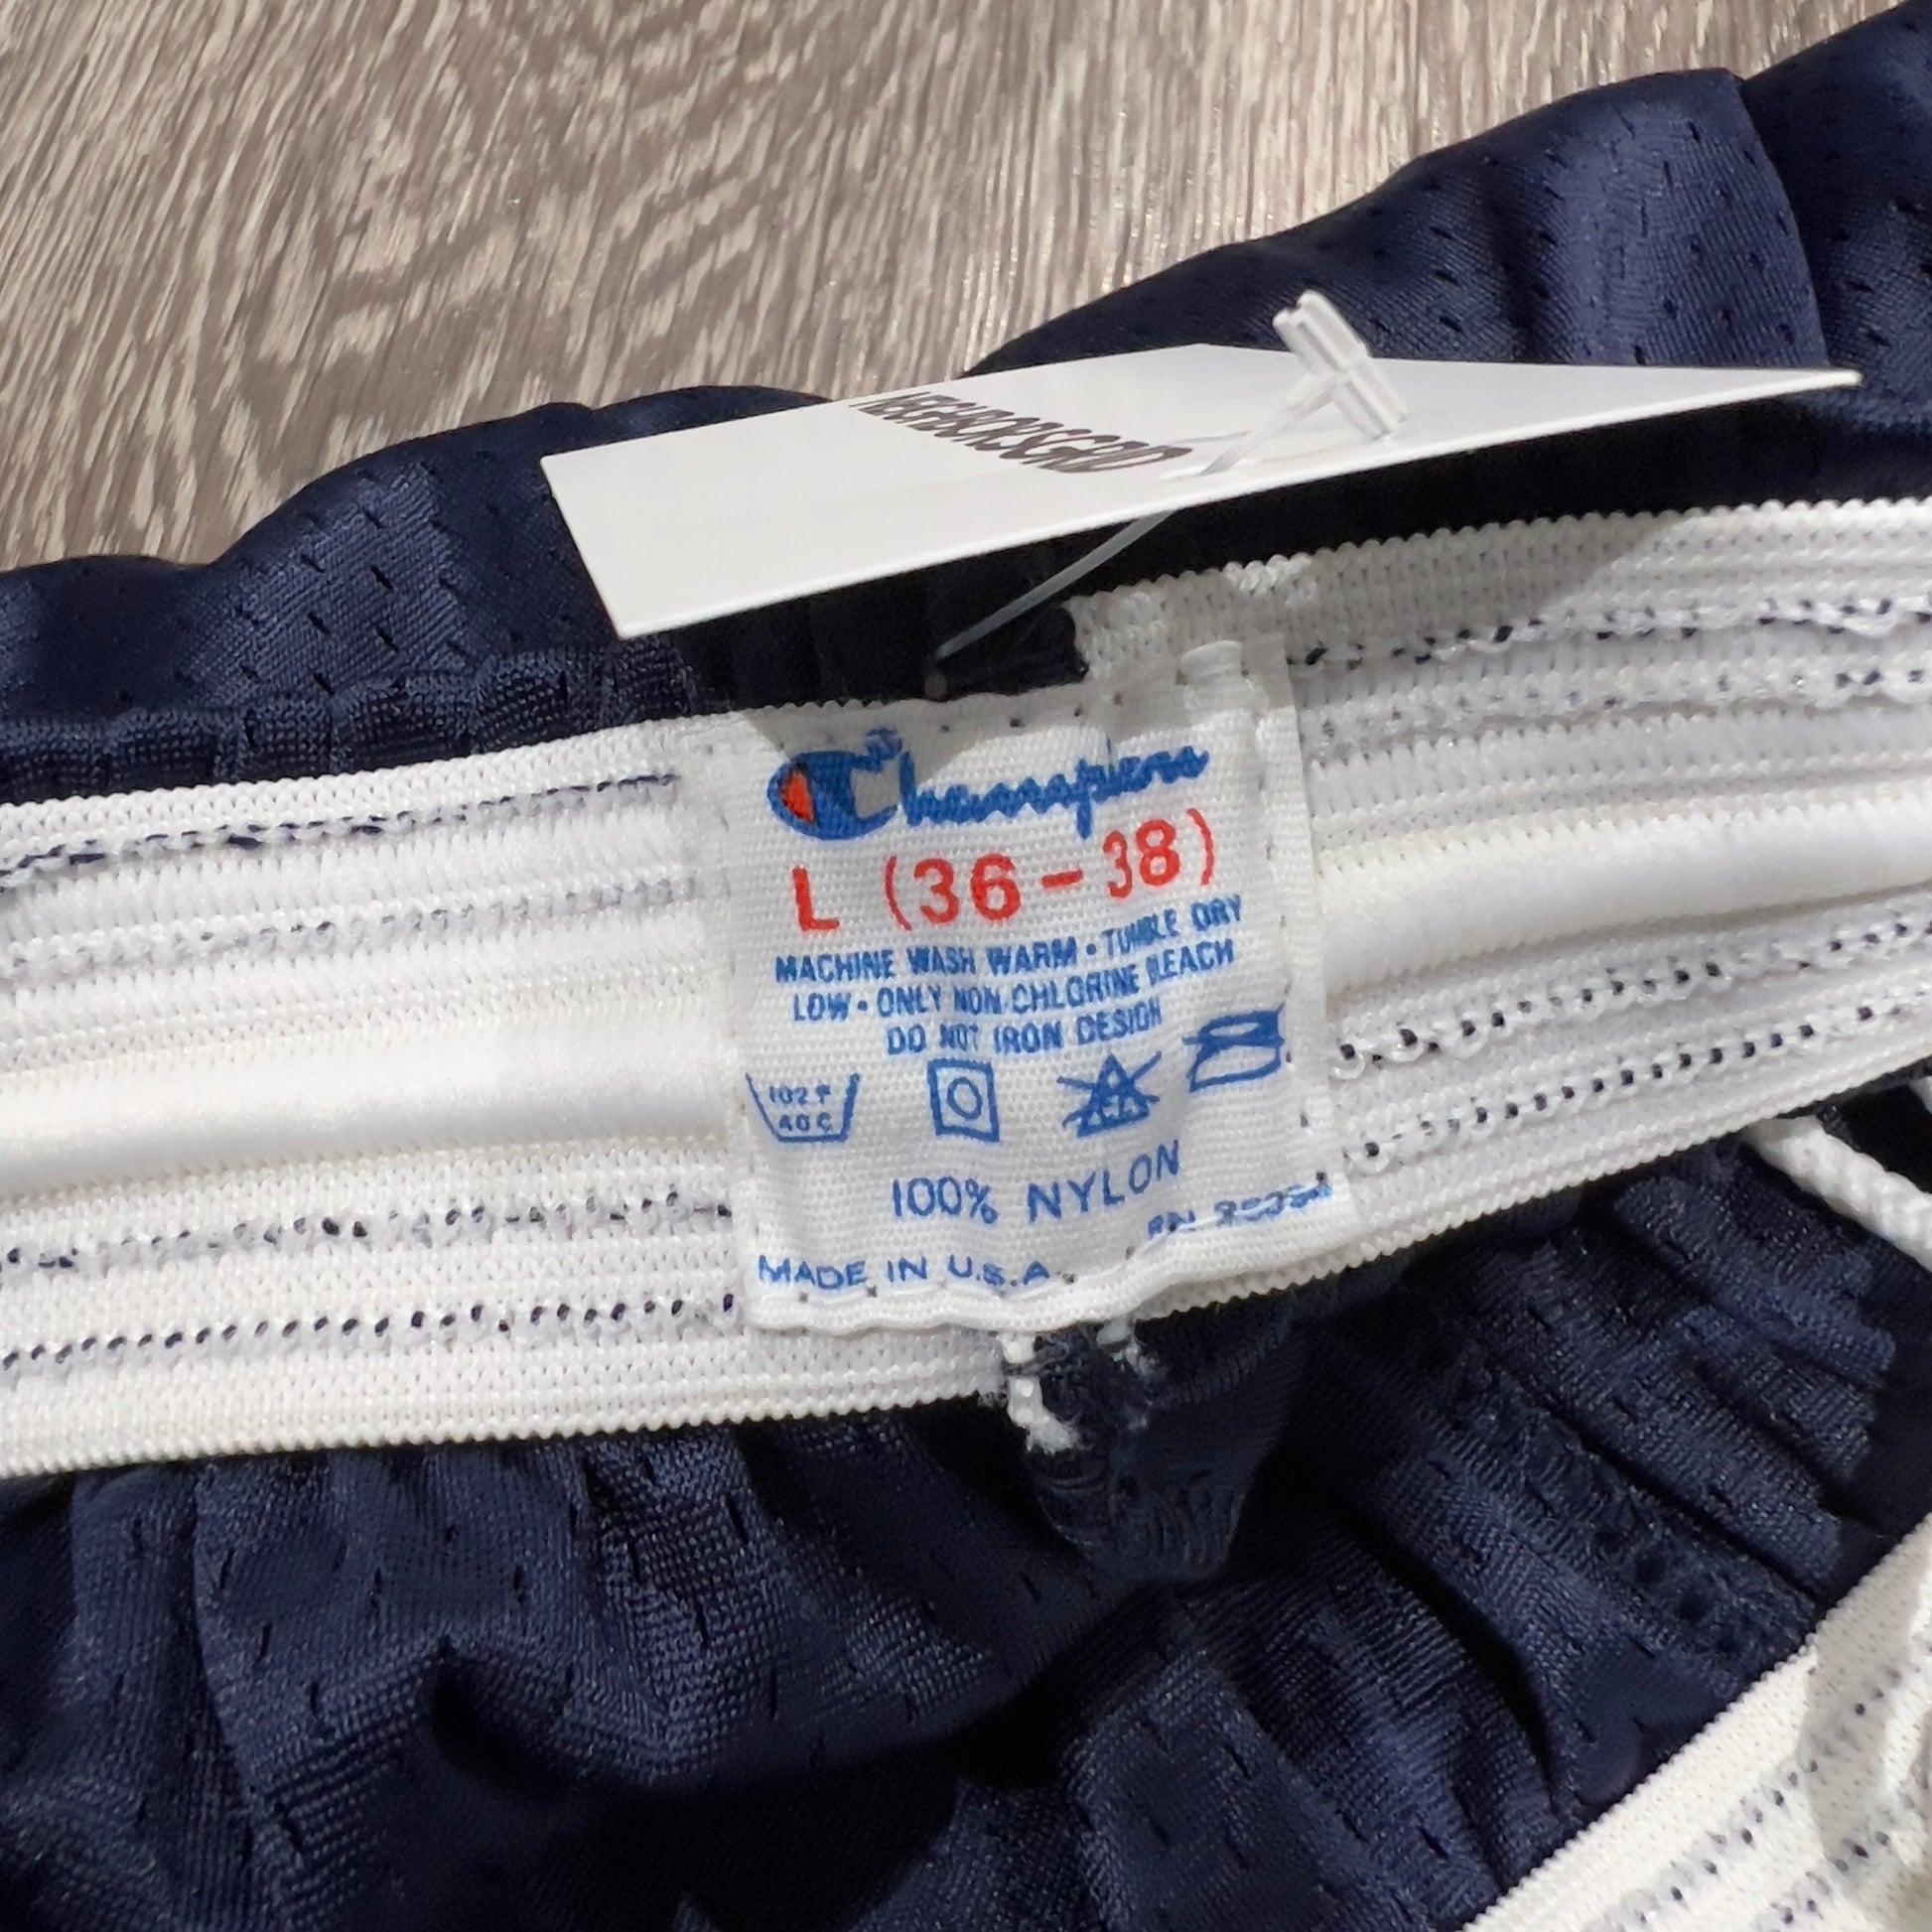 Champion
L (36-38)
MACHINE WASH WARM • TUMBLE DRY
LOW • ONLY NON-CHLORINE BLEACH
DO NOT IRON DESIGN
102 F
40 C
100% NYLON
RN
MADE IN U.S.A.